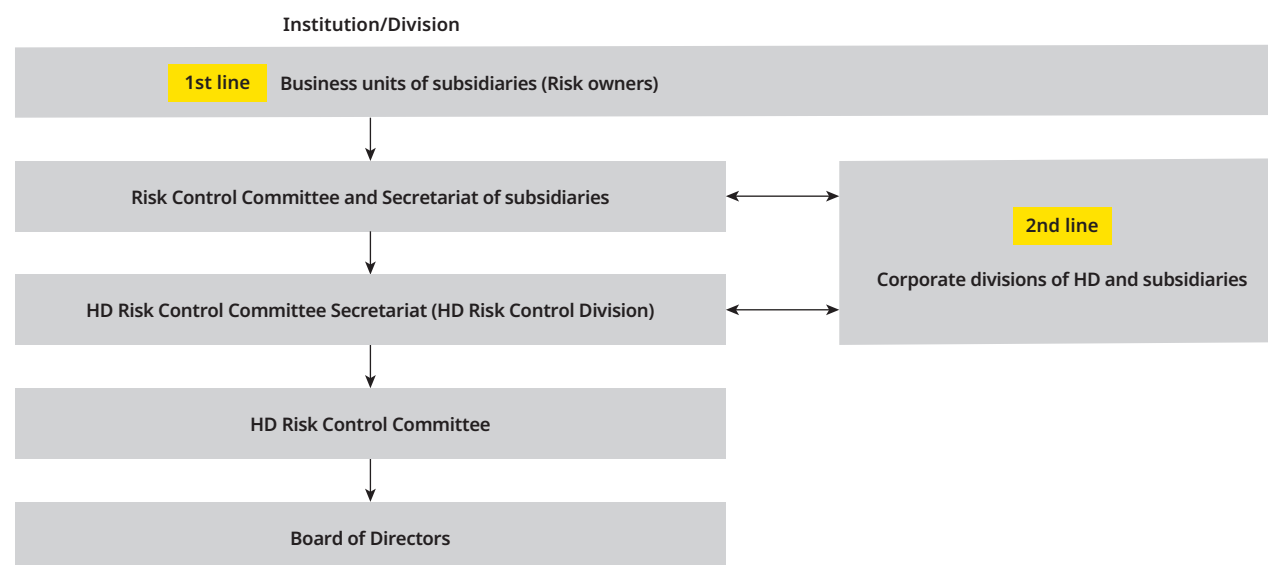 Institution/Division
1st line Business units of subsidiaries (Risk owners)
Risk Control Committee and Secretariat of subsidiaries
2nd line
Corporate divisions of HD and subsidiaries
HD Risk Control Committee Secretariat (HD Risk Control Division)
HD Risk Control Committee
Board of Directors